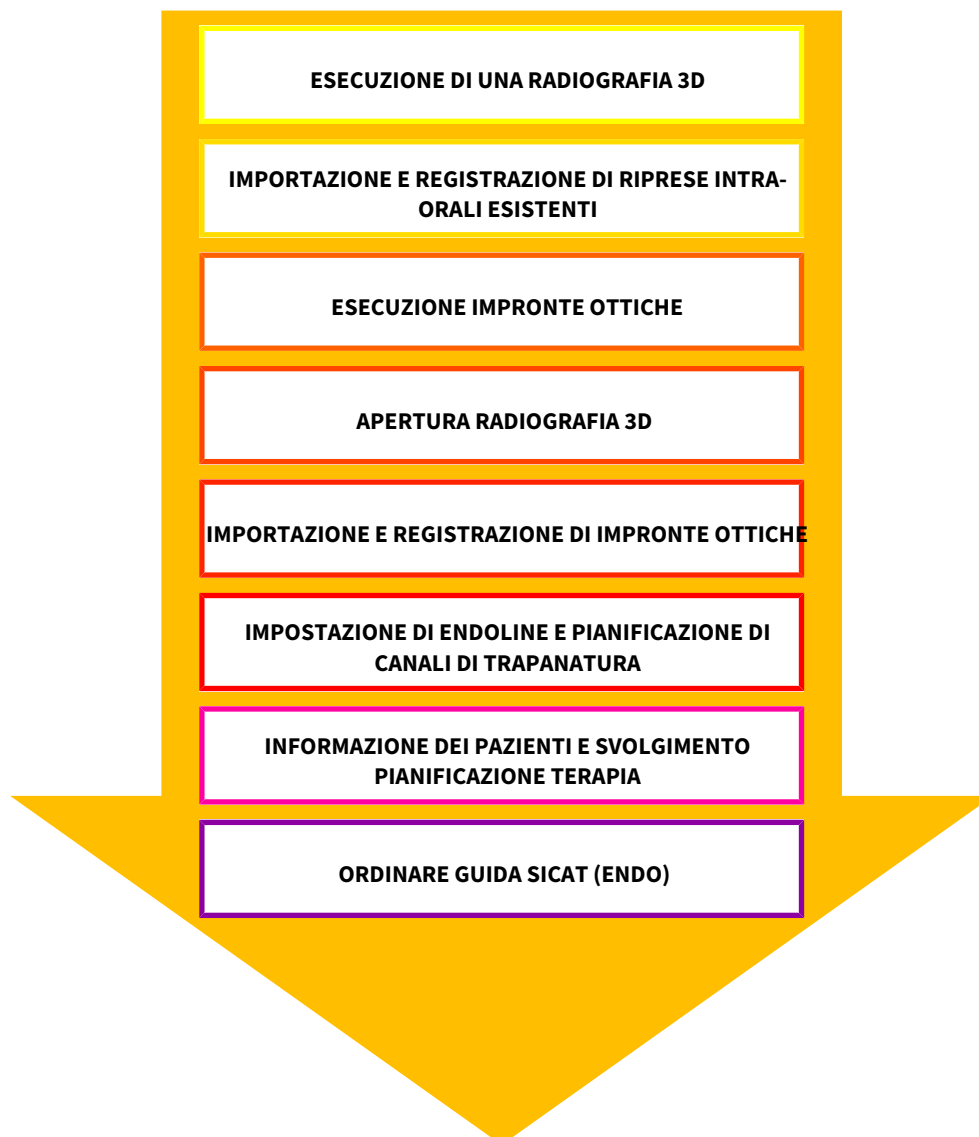 ESECUZIONE DI UNA RADIOGRAFIA 3D
IMPORTAZIONE E REGISTRAZIONE DI RIPRESE INTRA-
ORALI ESISTENTI
ESECUZIONE IMPRONTE OTTICHE
APERTURA RADIOGRAFIA 3D
IMPORTAZIONE E REGISTRAZIONE DI IMPRONTE OTTICHE
IMPOSTAZIONE DI ENDOLINE E PIANIFICAZIONE DI
CANALI DI TRAPANATURA
INFORMAZIONE DEI PAZIENTI E SVOLGIMENTO
PIANIFICAZIONE TERAPIA
ORDINARE GUIDA SICAT (ENDO)